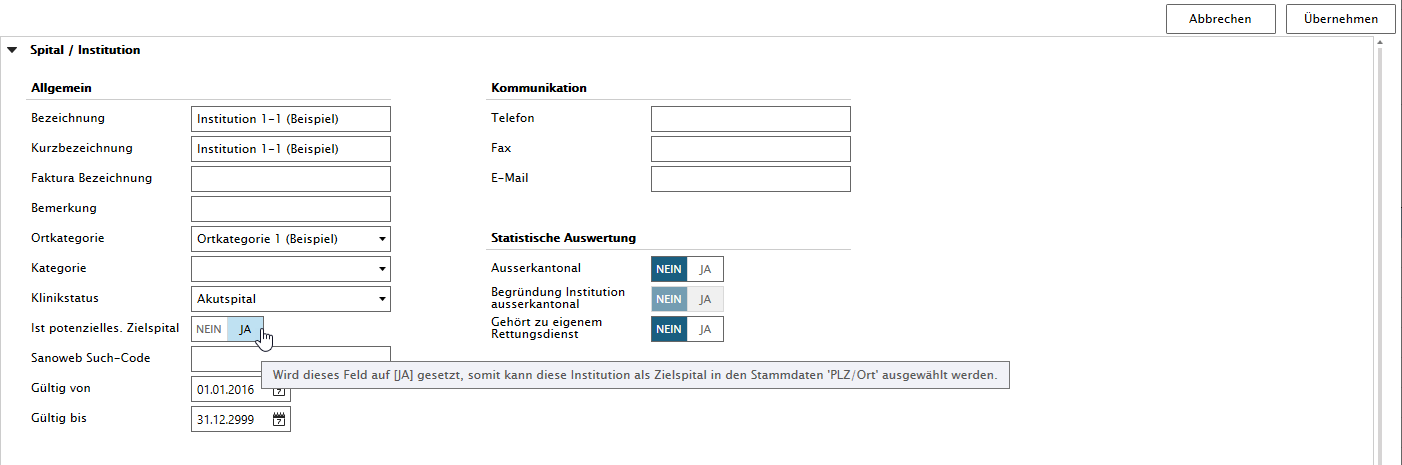 Abbrechen
Übernehmen
Spital / Institution
Allgemein
Bezeichnung
Institution 1-1 (Beispiel)
Kurzbezeichnung
Institution 1-1 (Beispiel)
Faktura Bezeichnung
Bemerkung
Ortkategorie
Ortkategorie 1 (Beispiel)
Kategorie
Klinikstatus
Akutspital
Ist potenzielles. Zielspital
NEIN JA
Sanoweb Such-Code
Gültig von
01.01.2016
7
Gültig bis
31.12.2999
7
Kommunikation
Telefon
Fax
E-Mail
Statistische Auswertung
Ausserkantonal
NEIN JA
Begründung Institution
ausserkantonal
NEIN JA
Gehört zu eigenem
Rettungsdienst
NEIN JA
Wird dieses Feld auf [JA] gesetzt, somit kann diese Institution als Zielspital in den Stammdaten 'PLZ/Ort' ausgewählt werden.